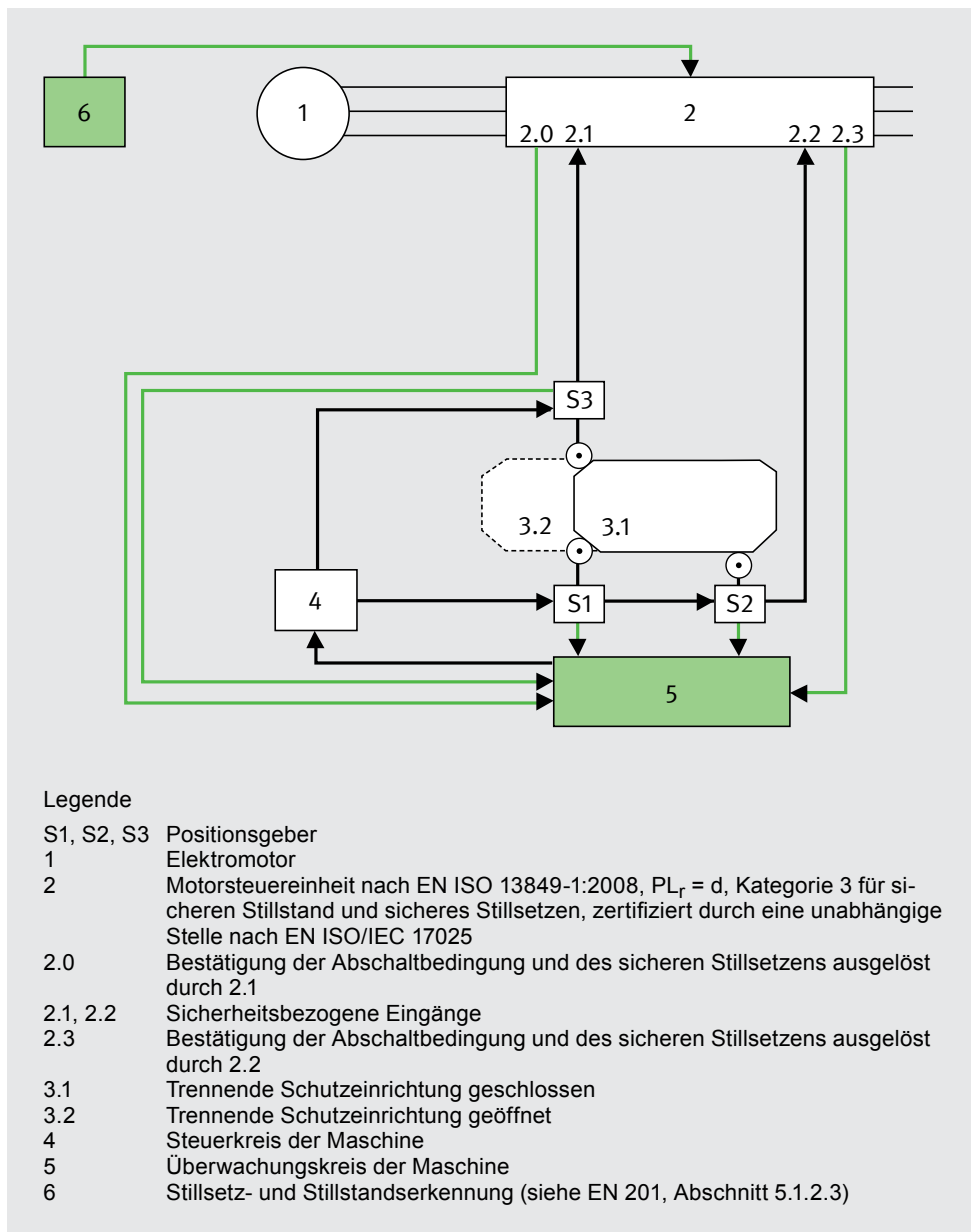 6
1
2
2.0 2.1
2.2 2.3
S3
3.2
3.1
4
S1
S2
5
Legende
S1, S2, S3 Positionsgeber
1 Elektromotor
2 Motorsteuereinheit nach EN ISO 13849-1:2008, PLr = d, Kategorie 3 für si-
cheren Stillstand und sicheres Stillsetzen, zertifiziert durch eine unabhängige
Stelle nach EN ISO/IEC 17025
2.0 Bestätigung der Abschaltbedingung und des sicheren Stillsetzens ausgelöst
durch 2.1
2.1, 2.2 Sicherheitsbezogene Eingänge
2.3 Bestätigung der Abschaltbedingung und des sicheren Stillsetzens ausgelöst
durch 2.2
3.1 Trennende Schutzeinrichtung geschlossen
3.2 Trennende Schutzeinrichtung geöffnet
4 Steuerkreis der Maschine
5 Überwachungskreis der Maschine
6 Stillsetz- und Stillstandserkennung (siehe EN 201, Abschnitt 5.1.2.3)